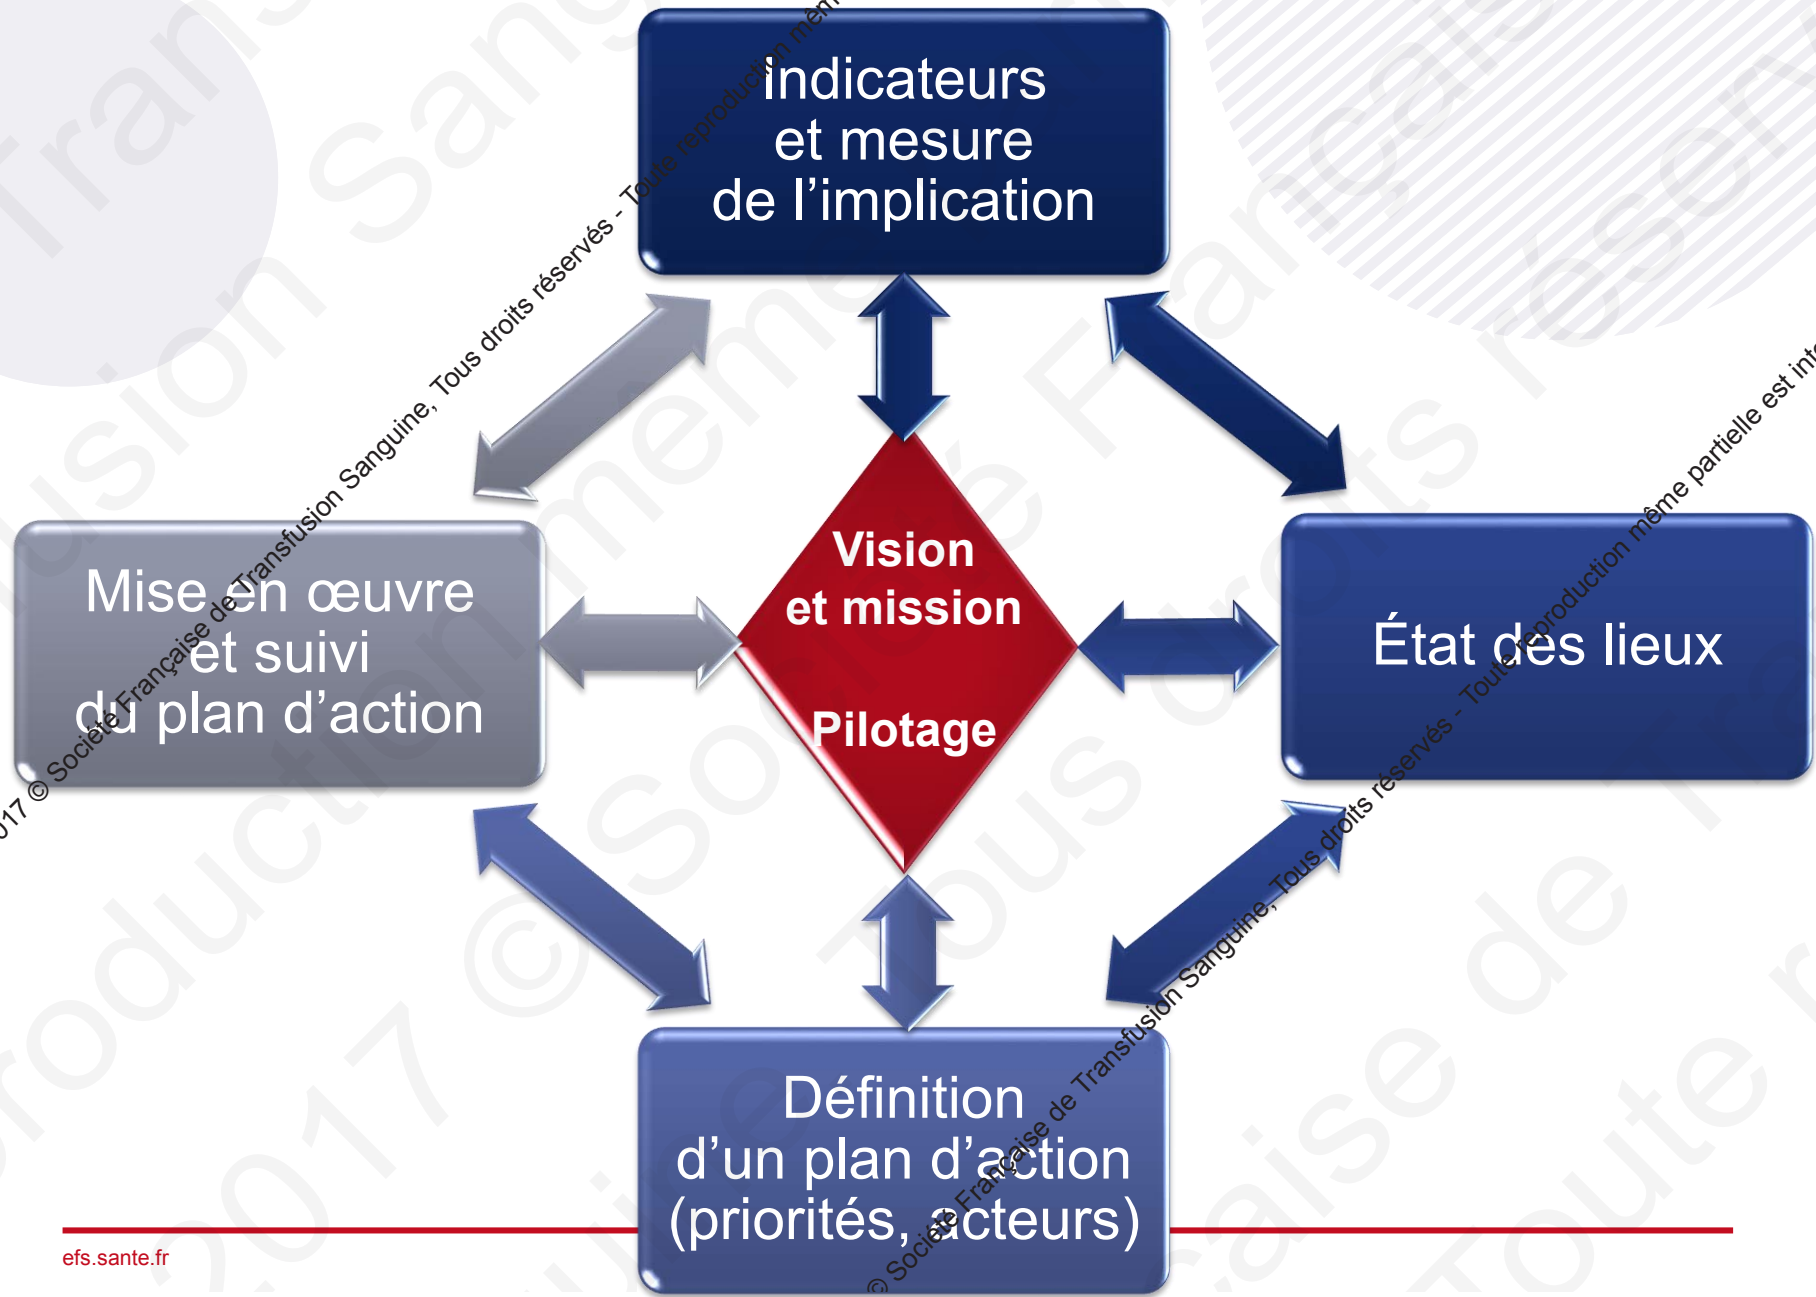 Indicateurs
et mesure
de l’implication
Vision
et mission
Pilotage
Mise en œuvre
et suivi
du plan d’action
État des lieux
Définition
d’un plan d’action
(priorités, acteurs)
efs.sante.fr
2017 © Société Française de Transfusion Sanguine, Tous droits réservés - Toute reproduction même
© Société Française de Transfusion Sanguine, Tous droits réservés - Toute reproduction même partielle est